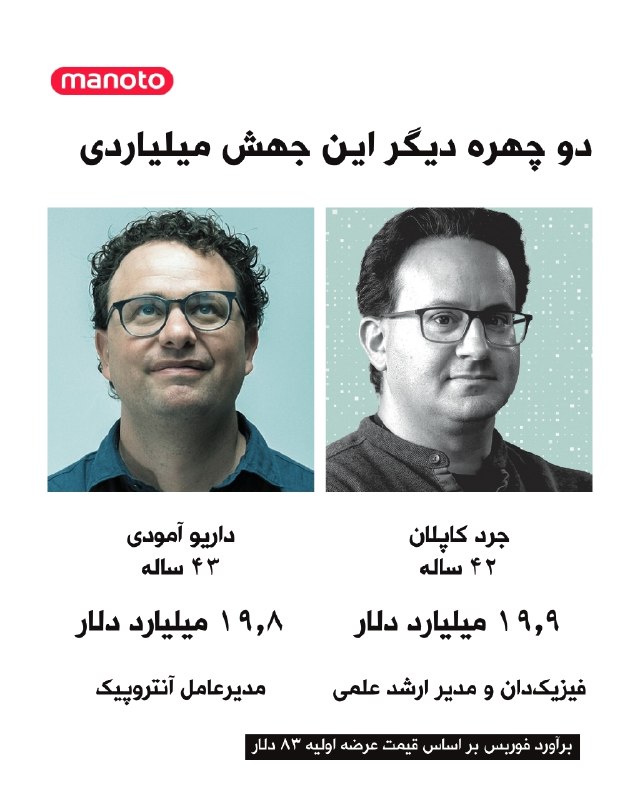 manoto
دو چهره دیگر این جهش میلیاردی
جرد کاپلان
۴۲ ساله
۱۹,۹ میلیارد دلار
فیزیک‌دان و مدیر ارشد علمی
داریو آمودی
۴۳ ساله
۱۹,۸ میلیارد دلار
مدیرعامل آنتروپیک
برآورد فوربس بر اساس قیمت عرضه اولیه ۸۳ دلار